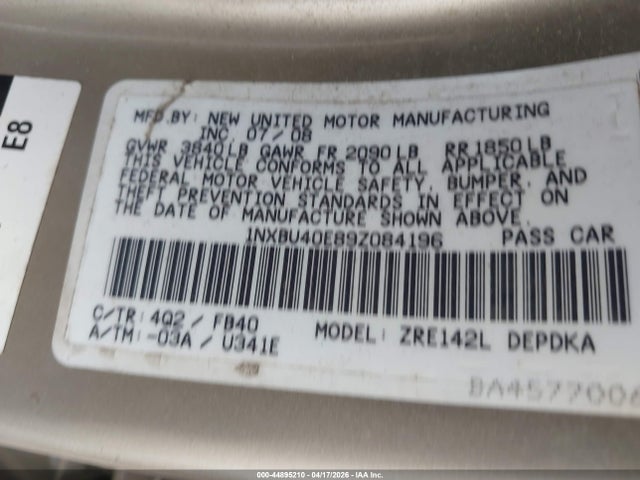 E8
MFD.BY: NEW UNITED MOTOR MANUFACTURING
INC 07/08
GVWR 3840LB GAWR FR 2090LB RR1850LB
THIS VEHICLE CONFORMS TO ALL APPLICABLE
FEDERAL MOTOR VEHICLE SAFETY, BUMPER, AND
THEFT PREVENTION STANDARDS IN EFFECT ON
THE DATE OF MANUFACTURE SHOWN ABOVE.
1NXBU40E89Z084196 PASS CAR
C/TR: 4Q2 / FB40
A/TM: -03A / U341E
MODEL: ZRE142L DEPDKA
BA4577006
000-44895210 - 04/17/2026 - IAA Inc.